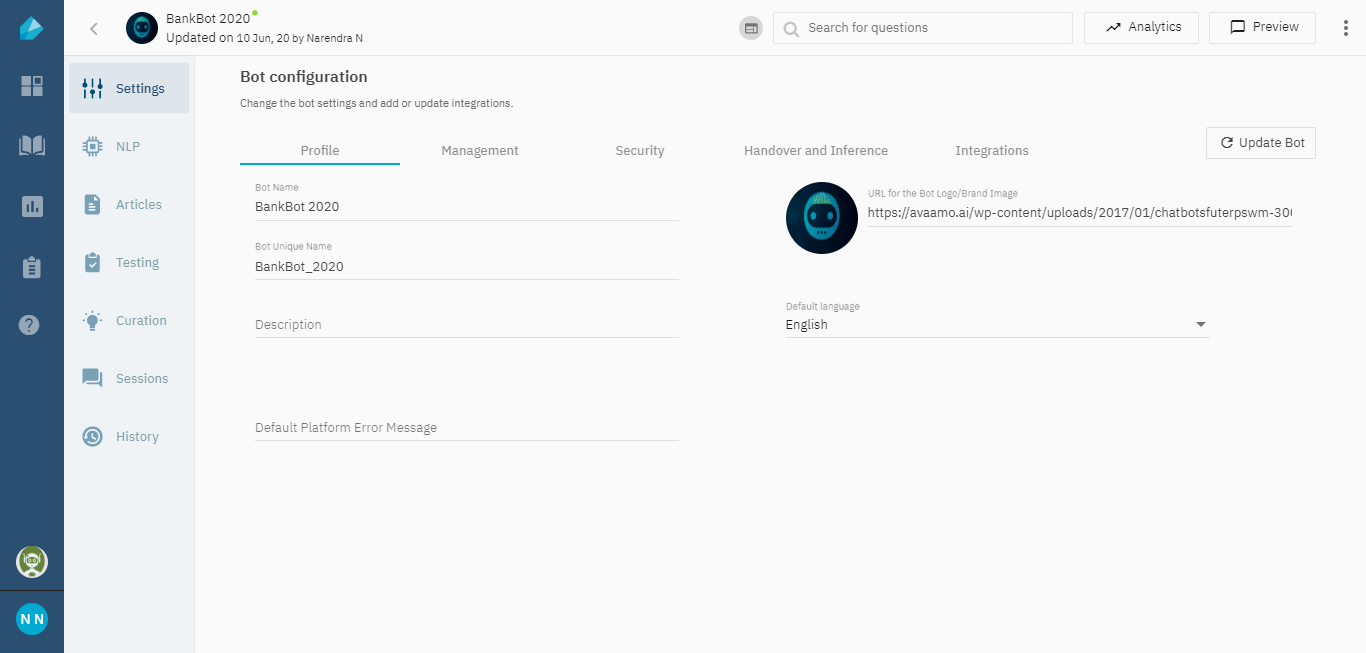 BankBot 2020
Updated on 10 Jun, 20 by Narendra N
Search for questions
Analytics
Preview
Settings
NLP
Articles
Testing
Curation
Sessions
History
N N
Bot configuration
Change the bot settings and add or update integrations.
Profile
Management
Security
Handover and Inference
Integrations
Update Bot
Bot Name
BankBot 2020
Bot Unique Name
BankBot_2020
Description
Default Platform Error Message
URL for the Bot Logo/Brand Image
https://avaamo.ai/wp-content/uploads/2017/01/chatbotsfuterpswm-30
Default language
English